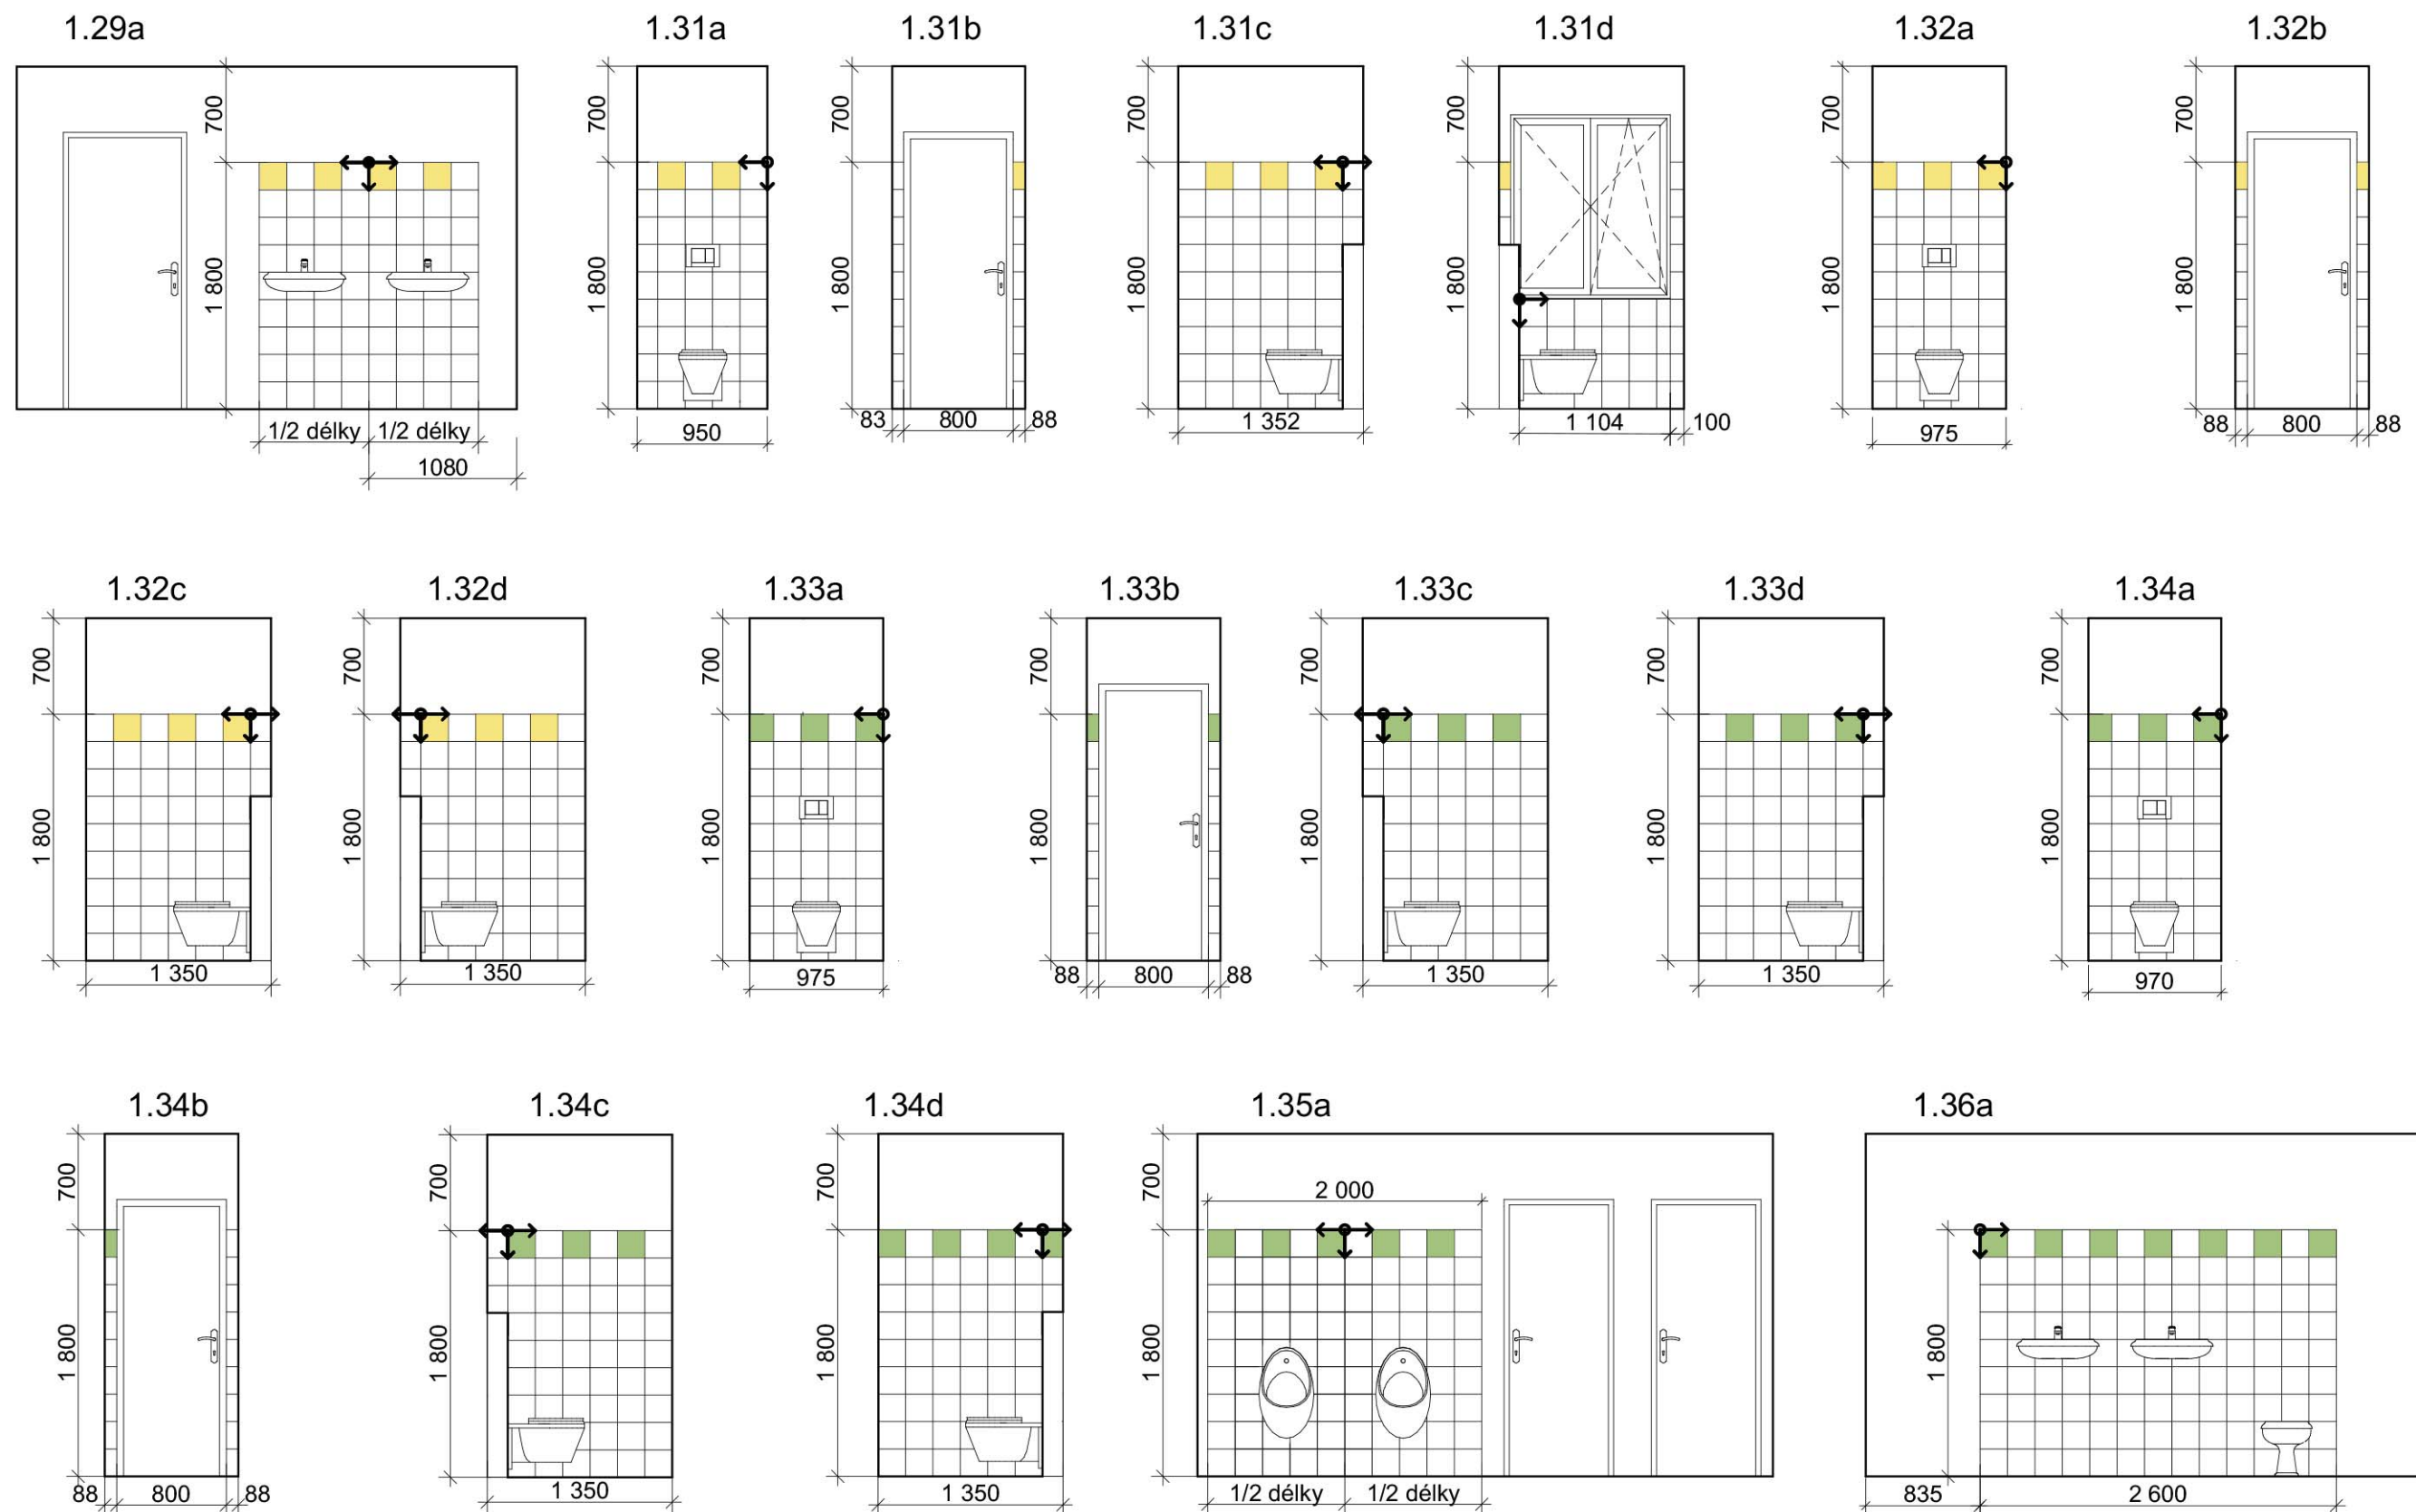 1.29a 1.31a 1.31b 1.31c 1.31d 1.32a 1.32b
700 700 700 700 700 700 700
1 800 1 800 1 800 1 800 1 800 1 800 1 800
1/2 délky 1/2 délky 950 83 800 88 1 352 1 104 100 975 88 800 88
1080
1.32c 1.32d 1.33a 1.33b 1.33c 1.33d 1.34a
700 700 700 700 700 700 700
1 800 1 800 1 800 1 800 1 800 1 800 1 800
1 350 1 350 975 88 800 88 1 350 1 350 970
1.34b 1.34c 1.34d 1.35a 1.36a
700 700 700 700
2 000
1 800 1 800 1 800 1 800 1 800
88 800 88 1 350 1 350 1/2 délky 1/2 délky 835 2 600